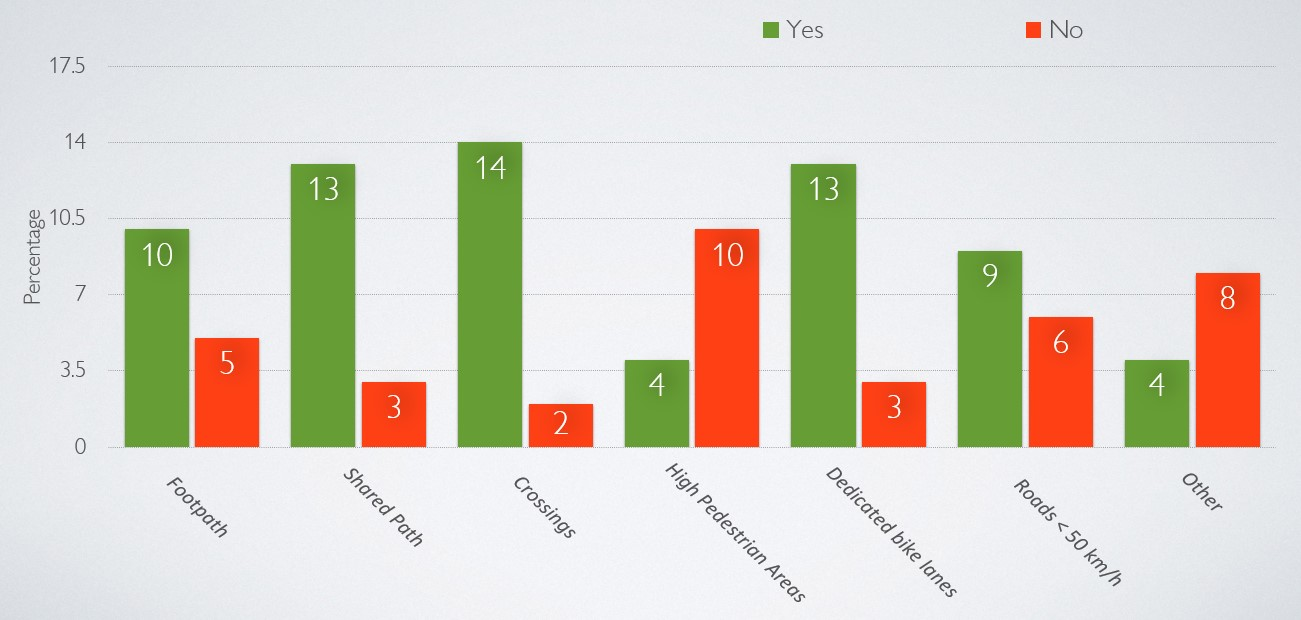 Yes No
17.5
14
10.5
7
3.5
0
Percentage
10 5 13 3 14 2 4 10 13 3 9 6 4 8
Footpath
Shared Path
Crossings
High Pedestrian Areas
Dedicated bike lanes
Roads < 50 km/h
Other